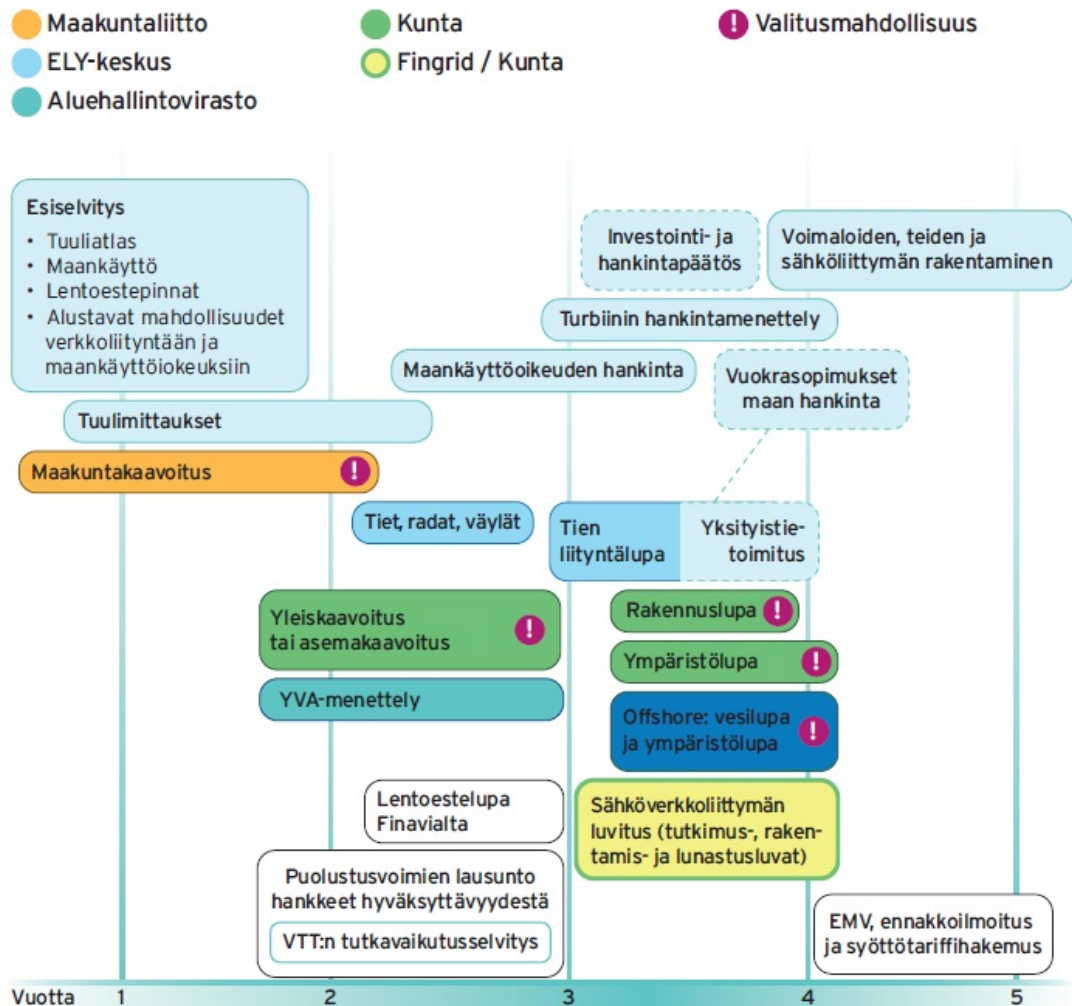 Maakuntaliitto
Kunta
! Valitusmahdollisuus
ELY-keskus
Fingrid / Kunta
Aluehallintovirasto
Esiselvitys
• Tuuliatlas
• Maankäyttö
• Lentoestepinnat
• Alustavat mahdollisuudet
verkkoliityntään ja
maankäyttöiokeuksiin
Investointi- ja
hankintapäätös
Voimaloiden, teiden ja
sähköliittymän rakentaminen
Turbiinin hankintamenettely
Maankäyttöoikeuden hankinta
Vuokrasopimukset
maan hankinta
Tuulimittaukset
Maakuntakaavoitus !
Tiet, radat, väylät
Tien
liityntälupa
Yksityistie-
toimitus
Yleiskaavoitus
tai asemakaavoitus !
Rakennuslupa !
Ympäristölupa !
YVA-menettely
Offshore: vesilupa
ja ympäristölupa !
Lentoestelupa
Finavialta
Sähköverkkoliittymän
luvitus (tutkimus-, raken-
tamis- ja lunastusluvat)
Puolustusvoimien lausunto
hankkeet hyväksyttävyydestä
VTT:n tutkavaikutusselvitys
EMV, ennakkoilmoitus
ja syöttötariffihakemus
Vuotta 1 2 3 4 5